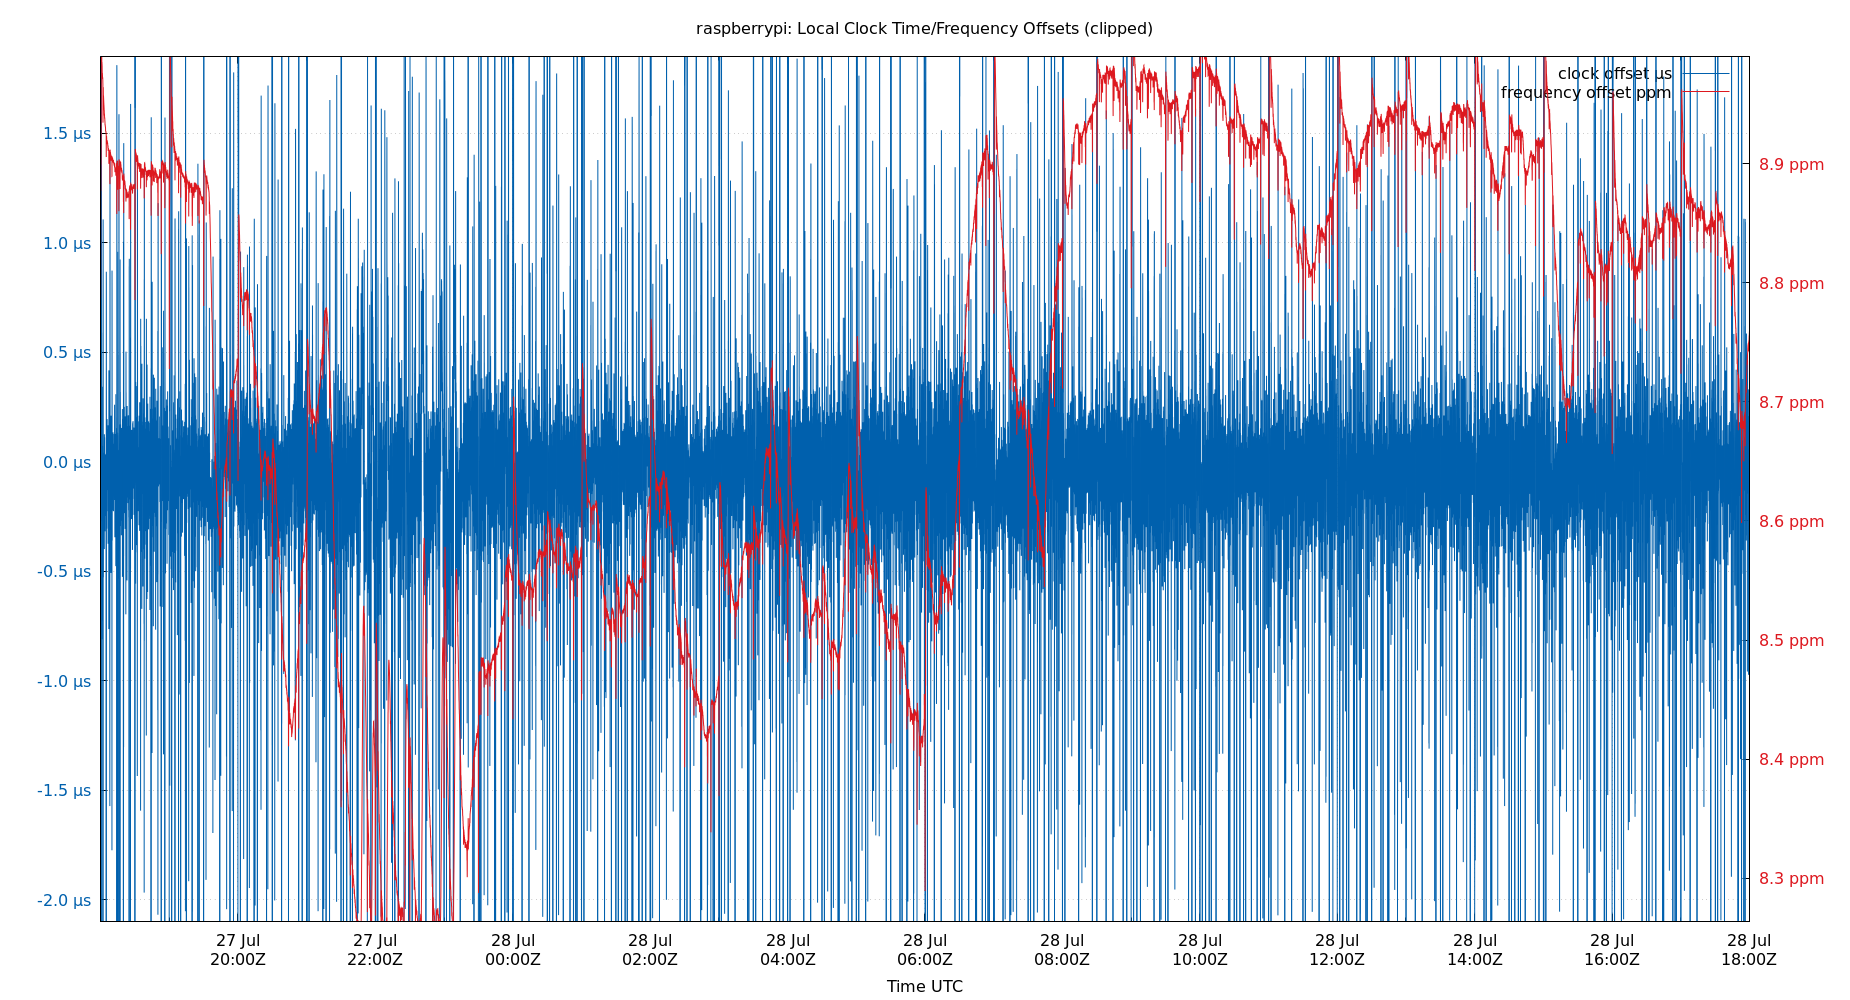 raspberrypi: Local Clock Time/Frequency Offsets (clipped)
clock offset µs
frequency offset ppm
1.5 µs
1.0 µs
0.5 µs
0.0 µs
-0.5 µs
-1.0 µs
-1.5 µs
-2.0 µs
8.9 ppm
8.8 ppm
8.7 ppm
8.6 ppm
8.5 ppm
8.4 ppm
8.3 ppm
27 Jul 27 Jul 28 Jul 28 Jul 28 Jul 28 Jul 28 Jul 28 Jul 28 Jul 28 Jul 28 Jul 28 Jul
20:00Z 22:00Z 00:00Z 02:00Z 04:00Z 06:00Z 08:00Z 10:00Z 12:00Z 14:00Z 16:00Z 18:00Z
Time UTC